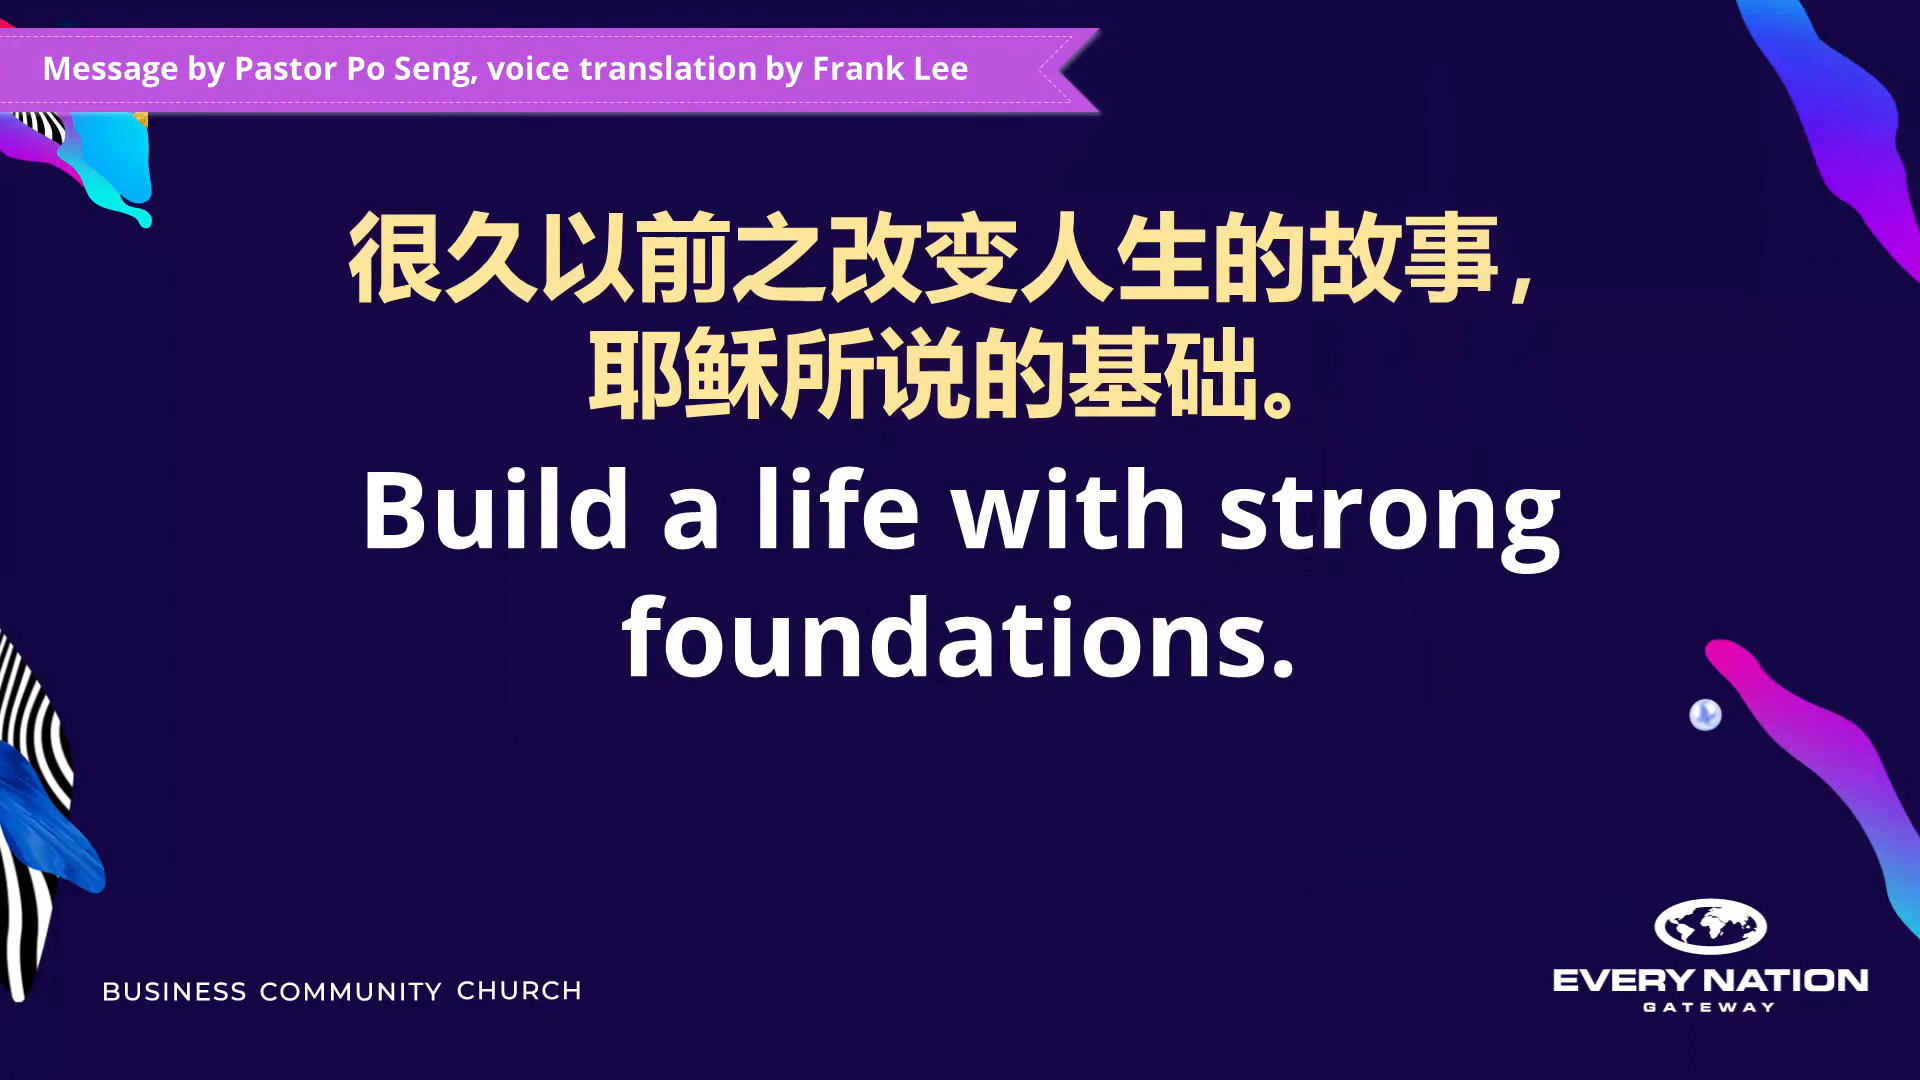 Message by Pastor Po Seng, voice translation by Frank Lee
很久以前之改变人生的故事，
耶稣所说的基础。
Build a life with strong
foundations.
BUSINESS COMMUNITY CHURCH
EVERY NATION
GATEWAY